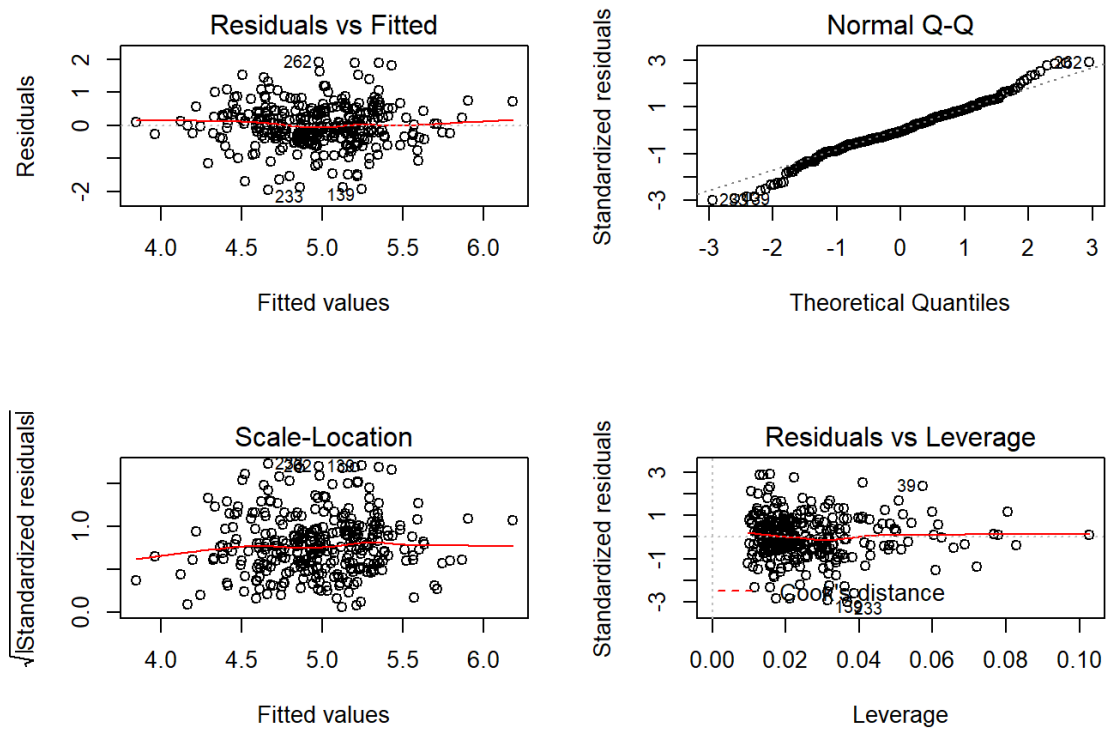 Residuals vs Fitted
Residuals
2
0
-2
262
233
139
4.0 4.5 5.0 5.5 6.0
Fitted values
Normal Q-Q
Standardized residuals
3
1
-1
-3
262
-3 -2 -1 0 1 2 3
Theoretical Quantiles
Scale-Location
√|Standardized residuals|
1.0
0.0
139
4.0 4.5 5.0 5.5 6.0
Fitted values
Residuals vs Leverage
Standardized residuals
3
1
-1
-3
39
Cook's distance
139
233
0.00 0.02 0.04 0.06 0.08 0.10
Leverage